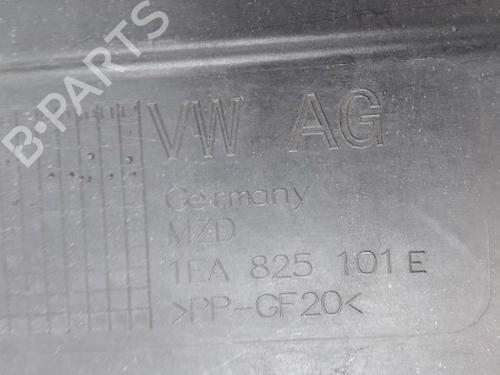 B-PARTS
VW AG
Germany
MZD
1EA 825 101 E
>PP-GF20<